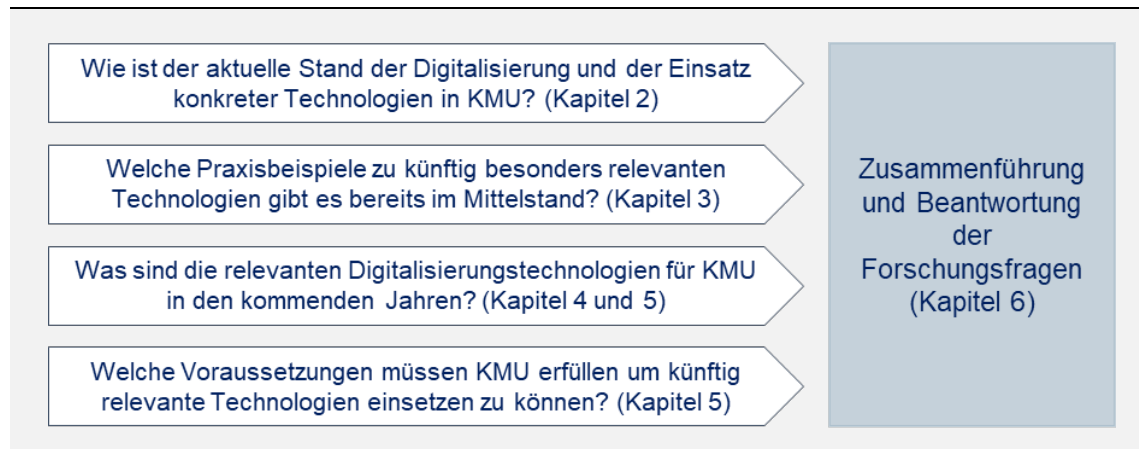 Wie ist der aktuelle Stand der Digitalisierung und der Einsatz
konkreter Technologien in KMU? (Kapitel 2)
Welche Praxisbeispiele zu künftig besonders relevanten
Technologien gibt es bereits im Mittelstand? (Kapitel 3)
Was sind die relevanten Digitalisierungstechnologien für KMU
in den kommenden Jahren? (Kapitel 4 und 5)
Welche Voraussetzungen müssen KMU erfüllen um künftig
relevante Technologien einsetzen zu können? (Kapitel 5)
Zusammenführung
und Beantwortung
der
Forschungsfragen
(Kapitel 6)